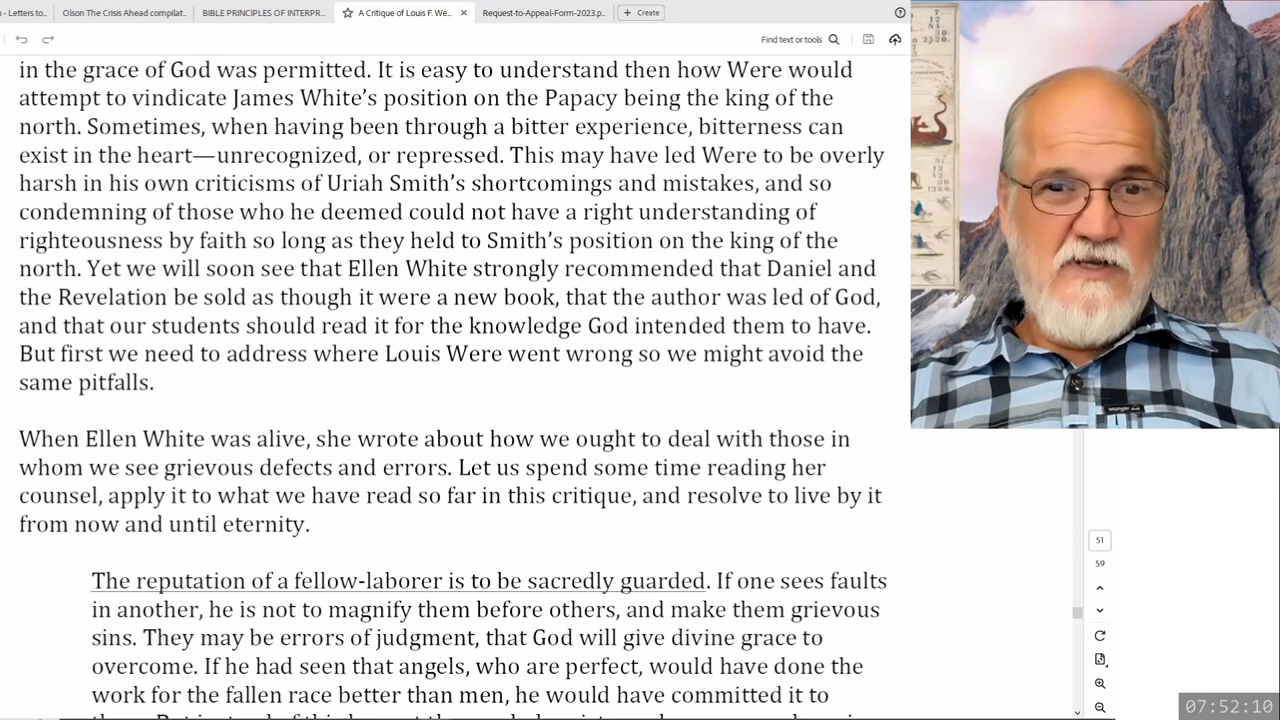 - Letters to...
Olson The Crisis Ahead compilat...
BIBLE PRINCIPLES OF INTERPR...
A Critique of Louis F. We...
Request-to-Appeal-Form-2023.p...
+ Create
Find text or tools
in the grace of God was permitted. It is easy to understand then how Were would
attempt to vindicate James White’s position on the Papacy being the king of the
north. Sometimes, when having been through a bitter experience, bitterness can
exist in the heart—unrecognized, or repressed. This may have led Were to be overly
harsh in his own criticisms of Uriah Smith’s shortcomings and mistakes, and so
condemning of those who he deemed could not have a right understanding of
righteousness by faith so long as they held to Smith’s position on the king of the
north. Yet we will soon see that Ellen White strongly recommended that Daniel and
the Revelation be sold as though it were a new book, that the author was led of God,
and that our students should read it for the knowledge God intended them to have.
But first we need to address where Louis Were went wrong so we might avoid the
same pitfalls.
When Ellen White was alive, she wrote about how we ought to deal with those in
whom we see grievous defects and errors. Let us spend some time reading her
counsel, apply it to what we have read so far in this critique, and resolve to live by it
from now and until eternity.
The reputation of a fellow-laborer is to be sacredly guarded. If one sees faults
in another, he is not to magnify them before others, and make them grievous
sins. They may be errors of judgment, that God will give divine grace to
overcome. If he had seen that angels, who are perfect, would have done the
work for the fallen race better than men, he would have committed it to
51
59
07:52:10